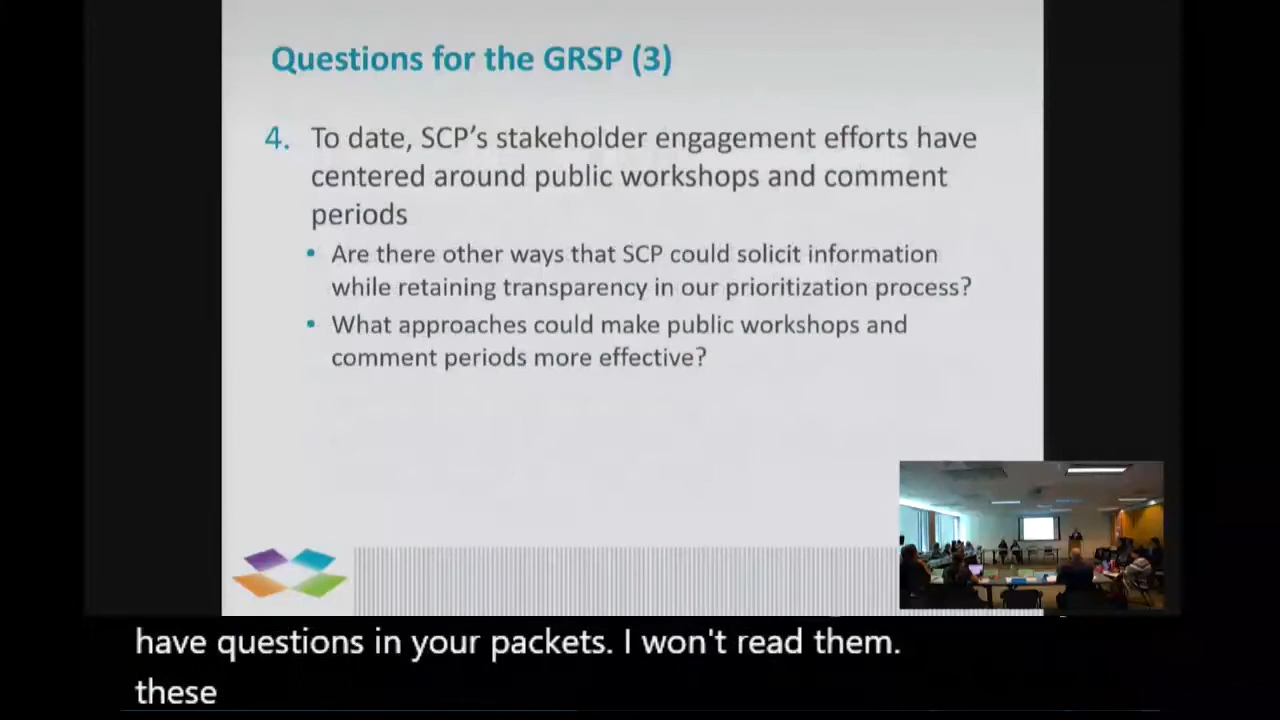 Questions for the GRSP (3)
4. To date, SCP's stakeholder engagement efforts have
centered around public workshops and comment
periods
• Are there other ways that SCP could solicit information
while retaining transparency in our prioritization process?
• What approaches could make public workshops and
comment periods more effective?
have questions in your packets. I won't read them.
these